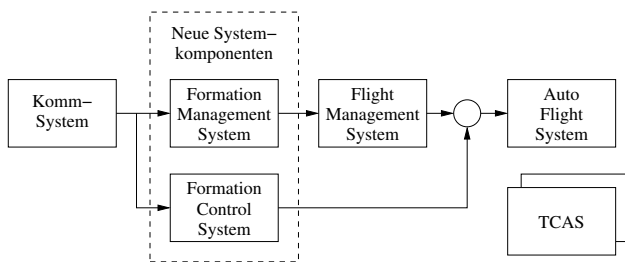 Neue System–
komponenten
Komm–
System
Formation
Management
System
Flight
Management
System
Auto
Flight
System
Formation
Control
System
TCAS